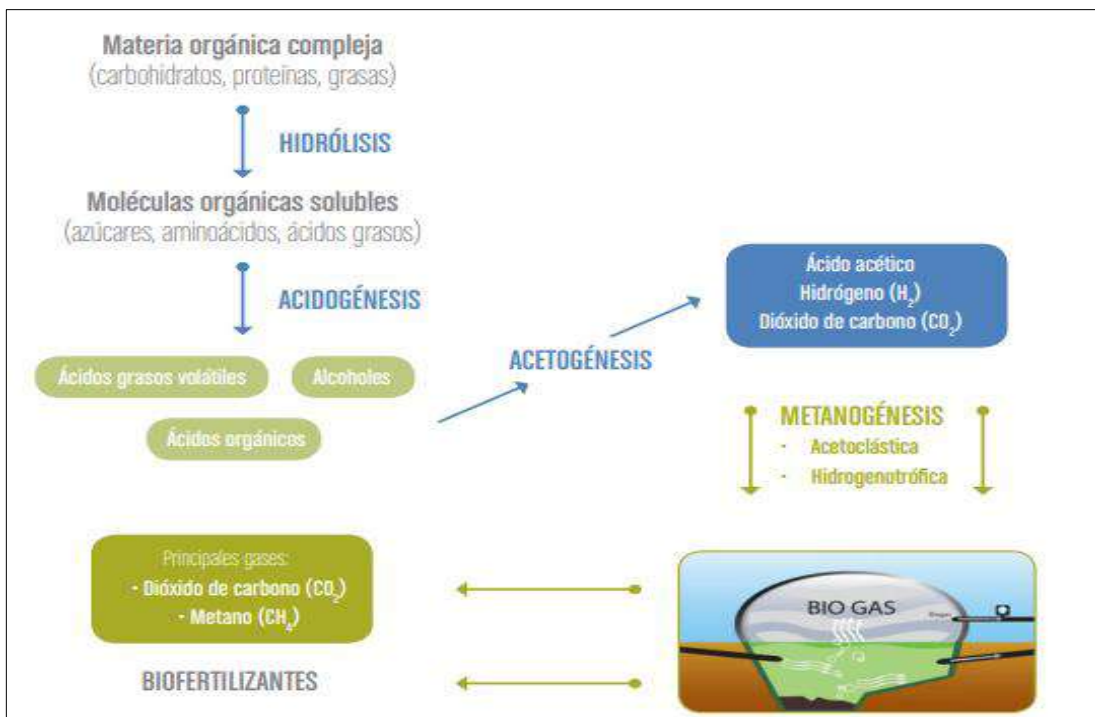 Materia orgánica compleja
(carbohidratos, proteínas, grasas)
HIDRÓLISIS
Moléculas orgánicas solubles
(azúcares, aminoácidos, ácidos grasos)
ACIDOGÉNESIS
Ácidos grasos volátiles
Alcoholes
Ácidos orgánicos
ACETOGÉNESIS
Ácido acético
Hidrógeno (H₂)
Dióxido de carbono (CO₂)
METANOGÉNESIS
- Acetoclástica
- Hidrogenotrófica
BIO GAS
Biogas
Principales gases:
- Dióxido de carbono (CO₂)
- Metano (CH₄)
BIOFERTILIZANTES